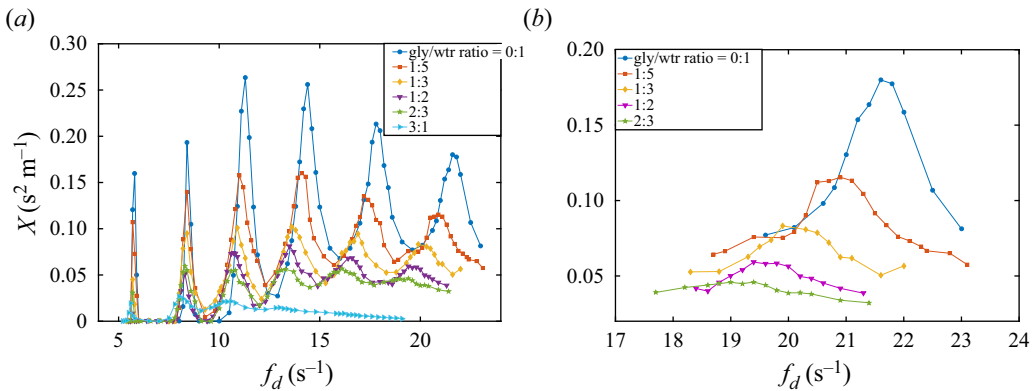 (a)
0.30
0.25
0.20
0.15
0.10
0.05
0
X (s² m⁻¹)
5 10 15 20
f_d (s⁻¹)
gly/wtr ratio = 0:1
1:5
1:3
1:2
2:3
3:1
(b)
0.20
0.15
0.10
0.05
17 18 19 20 21 22 23 24
f_d (s⁻¹)
gly/wtr ratio = 0:1
1:5
1:3
1:2
2:3